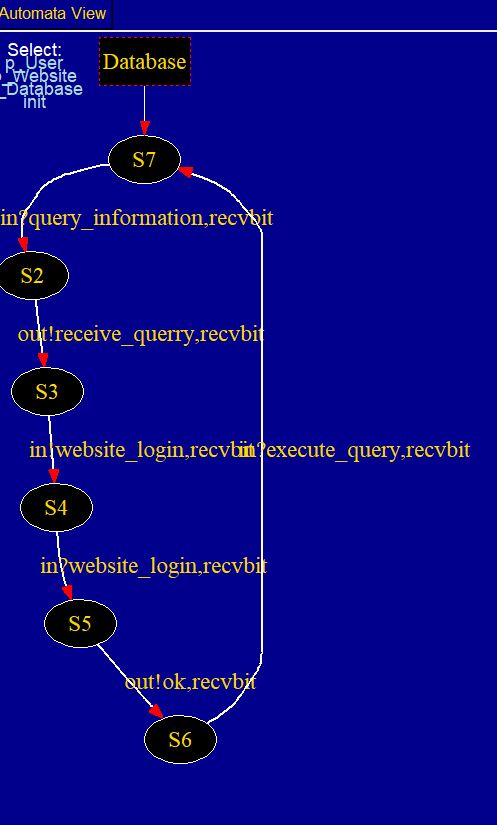 Automata View
Select:
p_User
_Website
_Database
init
Database
S7
in?query_information,recvbit
S2
out!receive_querry,recvbit
S3
in!website_login,recvbit
in?execute_query,recvbit
S4
in?website_login,recvbit
S5
out!ok,recvbit
S6